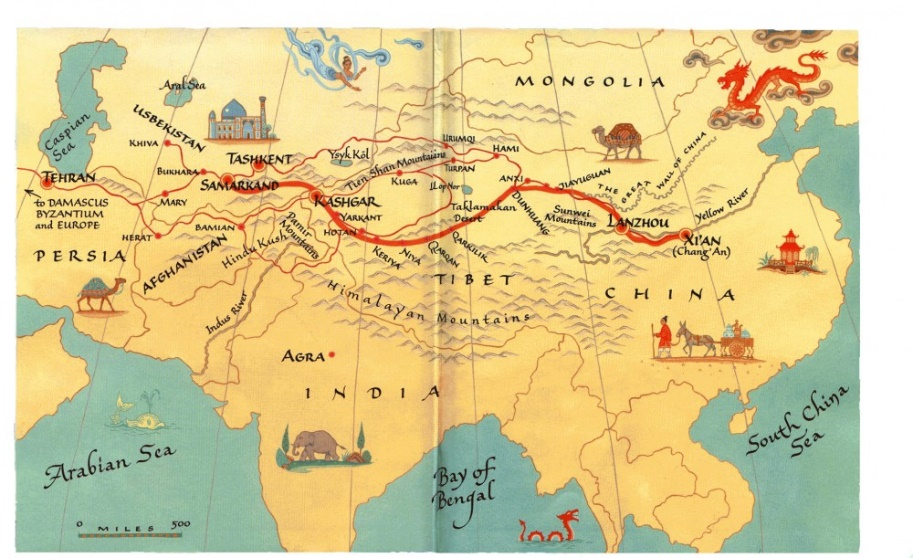 MONGOLIA
Aral Sea
USBEKISTAN
Caspian
Sea
KHIVA
URUMQI
HAMI
THE GREAT WALL OF CHINA
TASHKENT
Ysyk Köl
TURPAN
BUKHARA
Tien Shan Mountains
TEHRAN
SAMARKAND
KUGA
Lop Nor
ANXI
JIAYUGUAN
to DAMASCUS
BYZANTIUM
and EUROPE
MARY
KASHGAR
Taklamakan
Desert
DUNHUANG
Sunwei
Mountains
LANZHOU
Yellow River
YARKANT
HERAT
BAMIAN
Pamir
Mountains
HOTAN
XI'AN
(Chang'An)
PERSIA
AFGHANISTAN
Hindu Kush
KERIYA
NIYA
QARQAN
QARKLIK
TIBET
CHINA
Indus River
Himalayan Mountains
AGRA
INDIA
Arabian Sea
Bay of
Bengal
South China
Sea
0 MILES 500